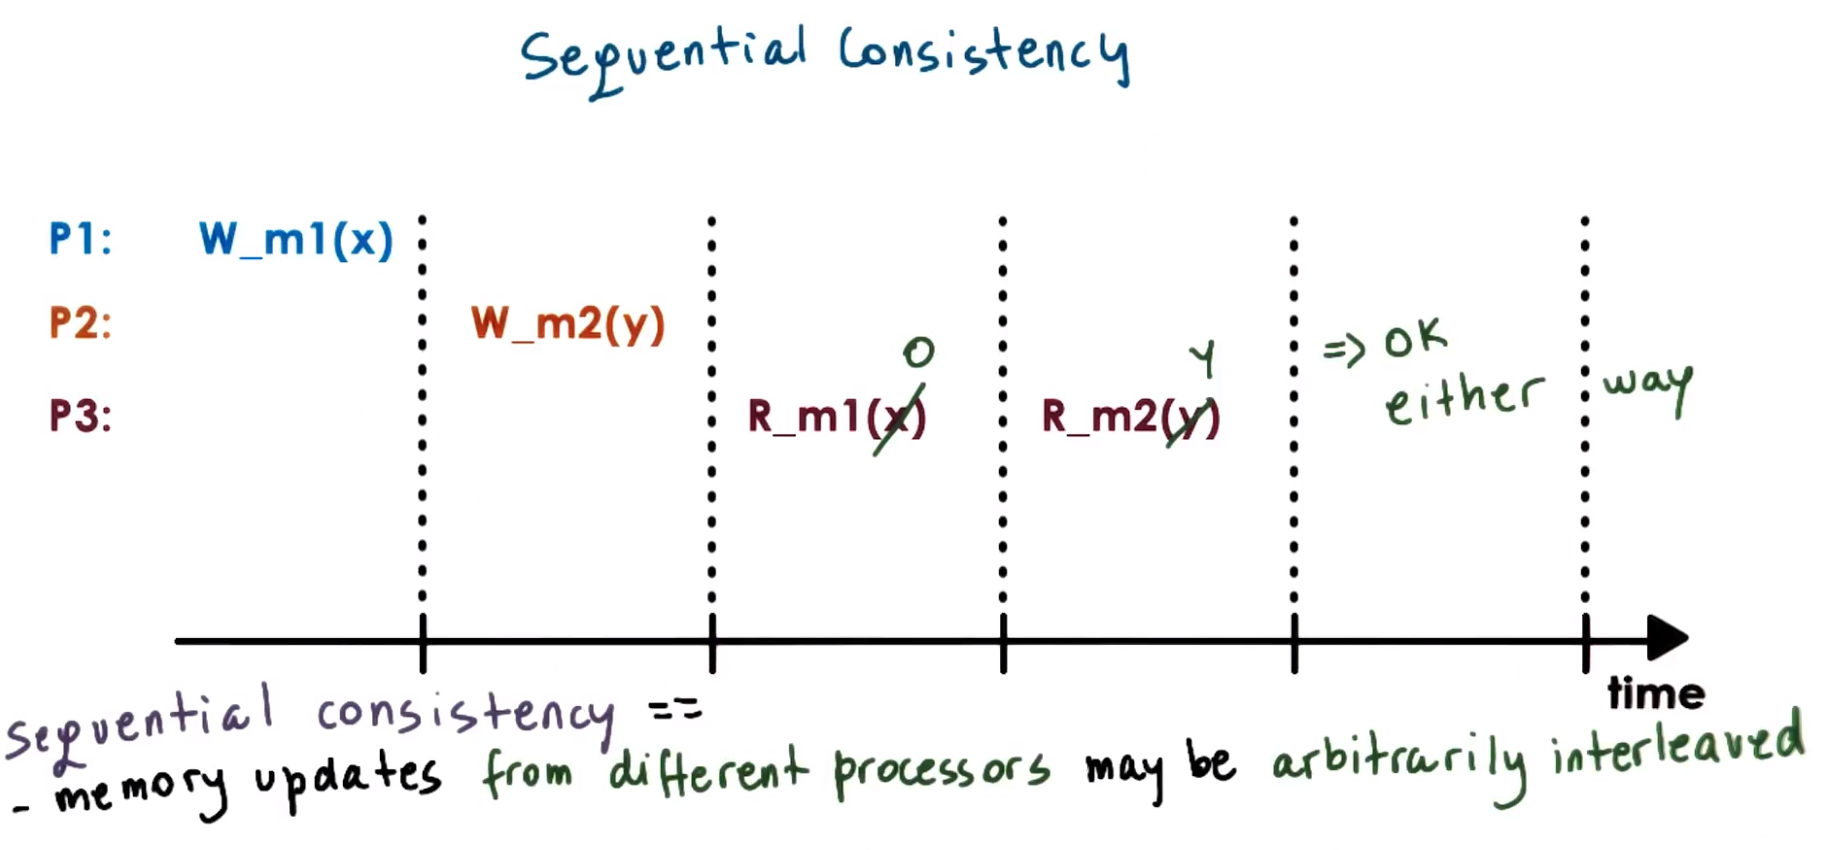 Sequential Consistency
P1: W_m1(x)
P2: W_m2(y)
0 Y => OK
either way
P3: R_m1(x) R_m2(y)
time
sequential consistency ==
- memory updates from different processors may be arbitrarily interleaved